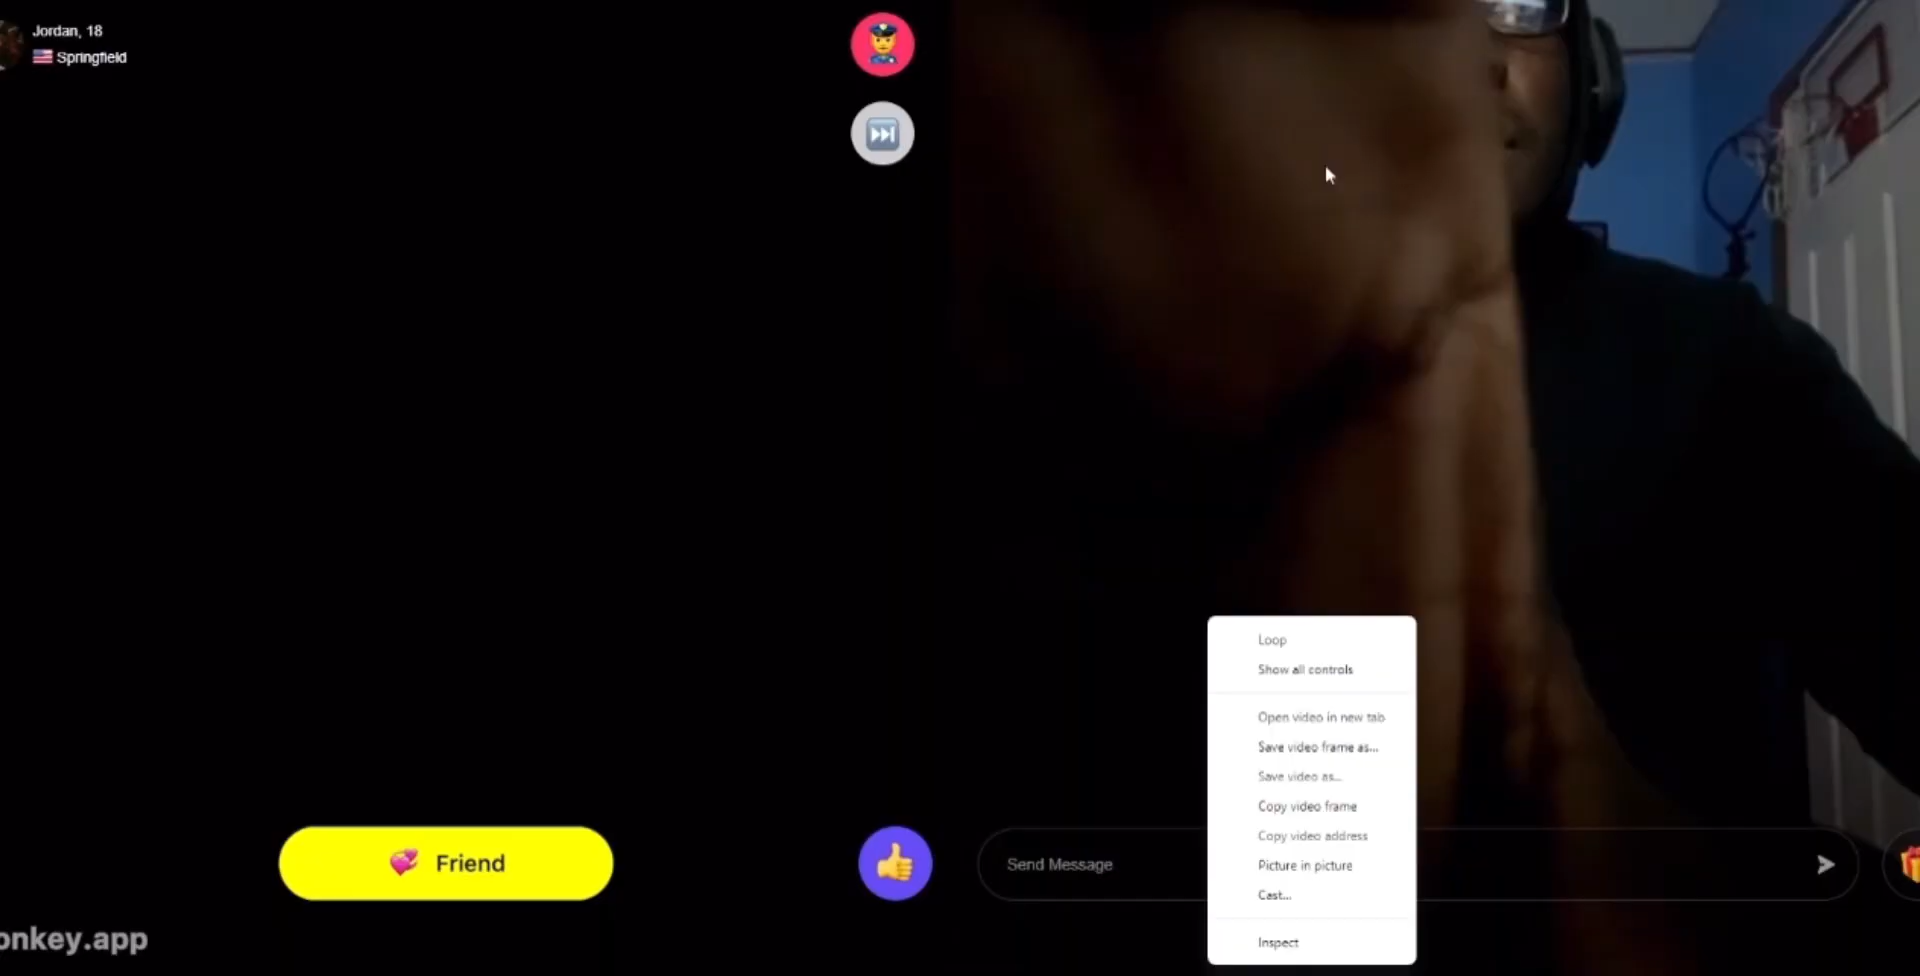 Jordan, 18
Springfield
Friend
onkey.app
Send Message
Loop
Show all controls
Open video in new tab
Save video frame as...
Save video as...
Copy video frame
Copy video address
Picture in picture
Cast...
Inspect